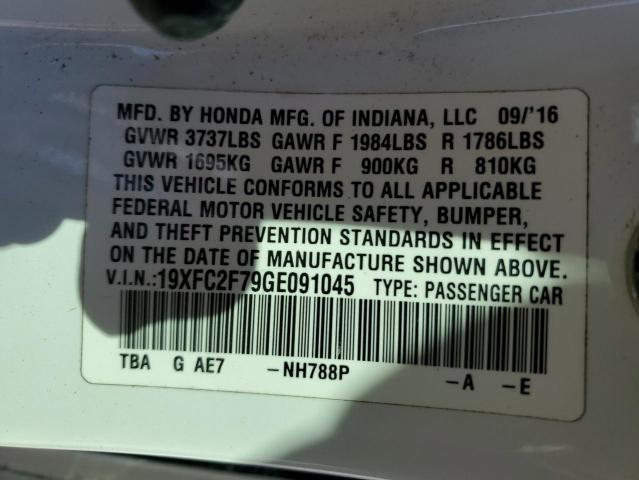 MFD. BY HONDA MFG. OF INDIANA, LLC 09/'16
GVWR 3737LBS GAWR F 1984LBS R 1786LBS
GVWR 1695KG GAWR F 900KG R 810KG
THIS VEHICLE CONFORMS TO ALL APPLICABLE
FEDERAL MOTOR VEHICLE SAFETY, BUMPER,
AND THEFT PREVENTION STANDARDS IN EFFECT
ON THE DATE OF MANUFACTURE SHOWN ABOVE.
V.I.N.:19XFC2F79GE091045 TYPE: PASSENGER CAR
TBA G AE7 -NH788P -A -E